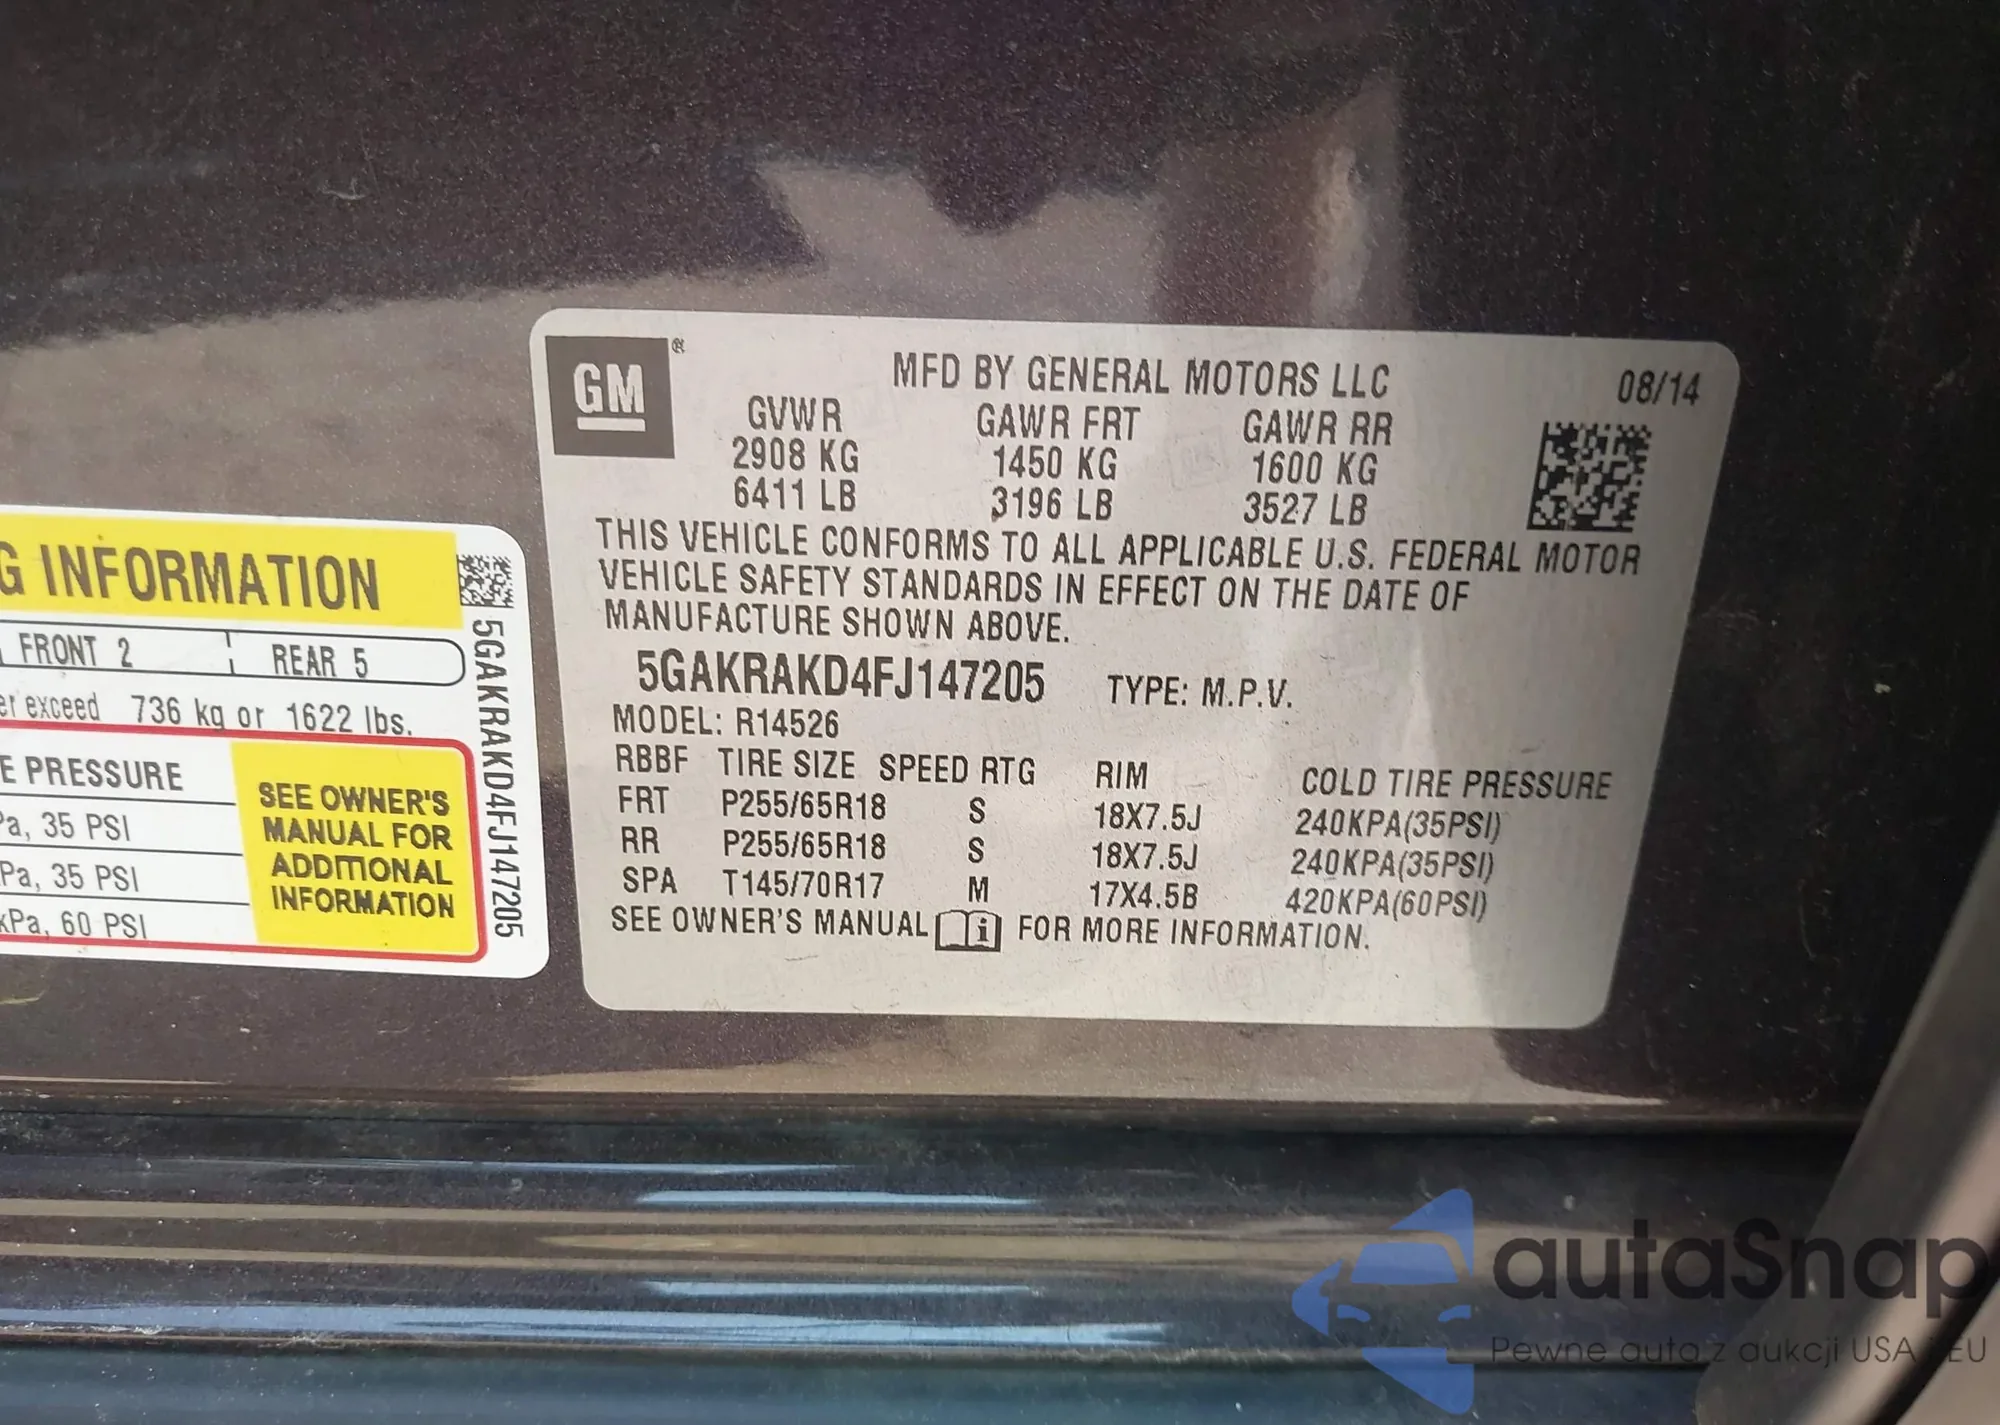 GM®
MFD BY GENERAL MOTORS LLC 08/14
GVWR GAWR FRT GAWR RR
2908 KG 1450 KG 1600 KG
6411 LB 3196 LB 3527 LB
THIS VEHICLE CONFORMS TO ALL APPLICABLE U.S. FEDERAL MOTOR
VEHICLE SAFETY STANDARDS IN EFFECT ON THE DATE OF
MANUFACTURE SHOWN ABOVE.
5GAKRAKD4FJ147205 TYPE: M.P.V.
MODEL: R14526
RBBF TIRE SIZE SPEED RTG RIM COLD TIRE PRESSURE
FRT P255/65R18 S 18X7.5J 240KPA(35PSI)
RR P255/65R18 S 18X7.5J 240KPA(35PSI)
SPA T145/70R17 M 17X4.5B 420KPA(60PSI)
SEE OWNER'S MANUAL FOR MORE INFORMATION.
G INFORMATION
FRONT 2 REAR 5
er exceed 736 kg or 1622 lbs.
E PRESSURE
Pa, 35 PSI
Pa, 35 PSI
kPa, 60 PSI
SEE OWNER'S
MANUAL FOR
ADDITIONAL
INFORMATION
5GAKRAKD4FJ147205
autaSnap
Pewne auta z aukcji USA i EU